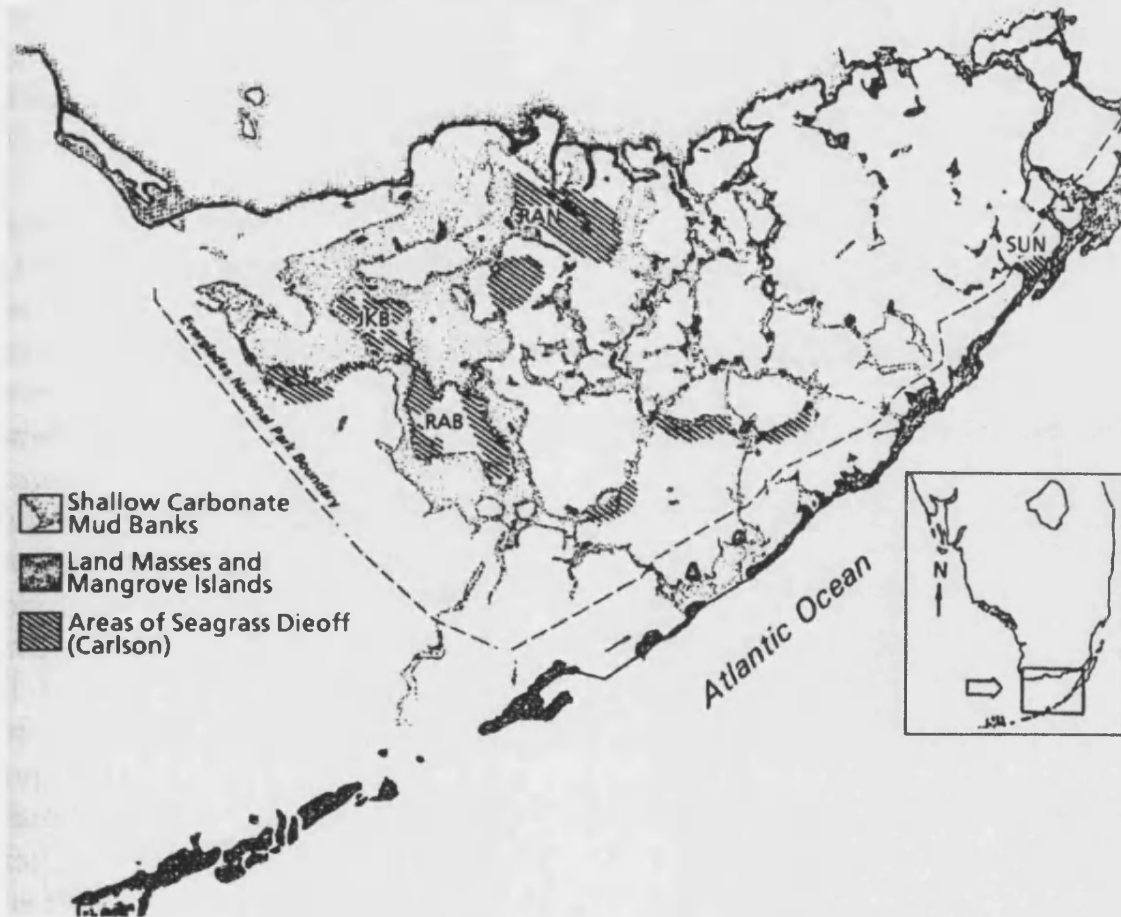 RAN
SUN
JKB
RAB
Everglades National Park Boundary
Shallow Carbonate
Mud Banks
Land Masses and
Mangrove Islands
Areas of Seagrass Dieoff
(Carlson)
Atlantic Ocean
N